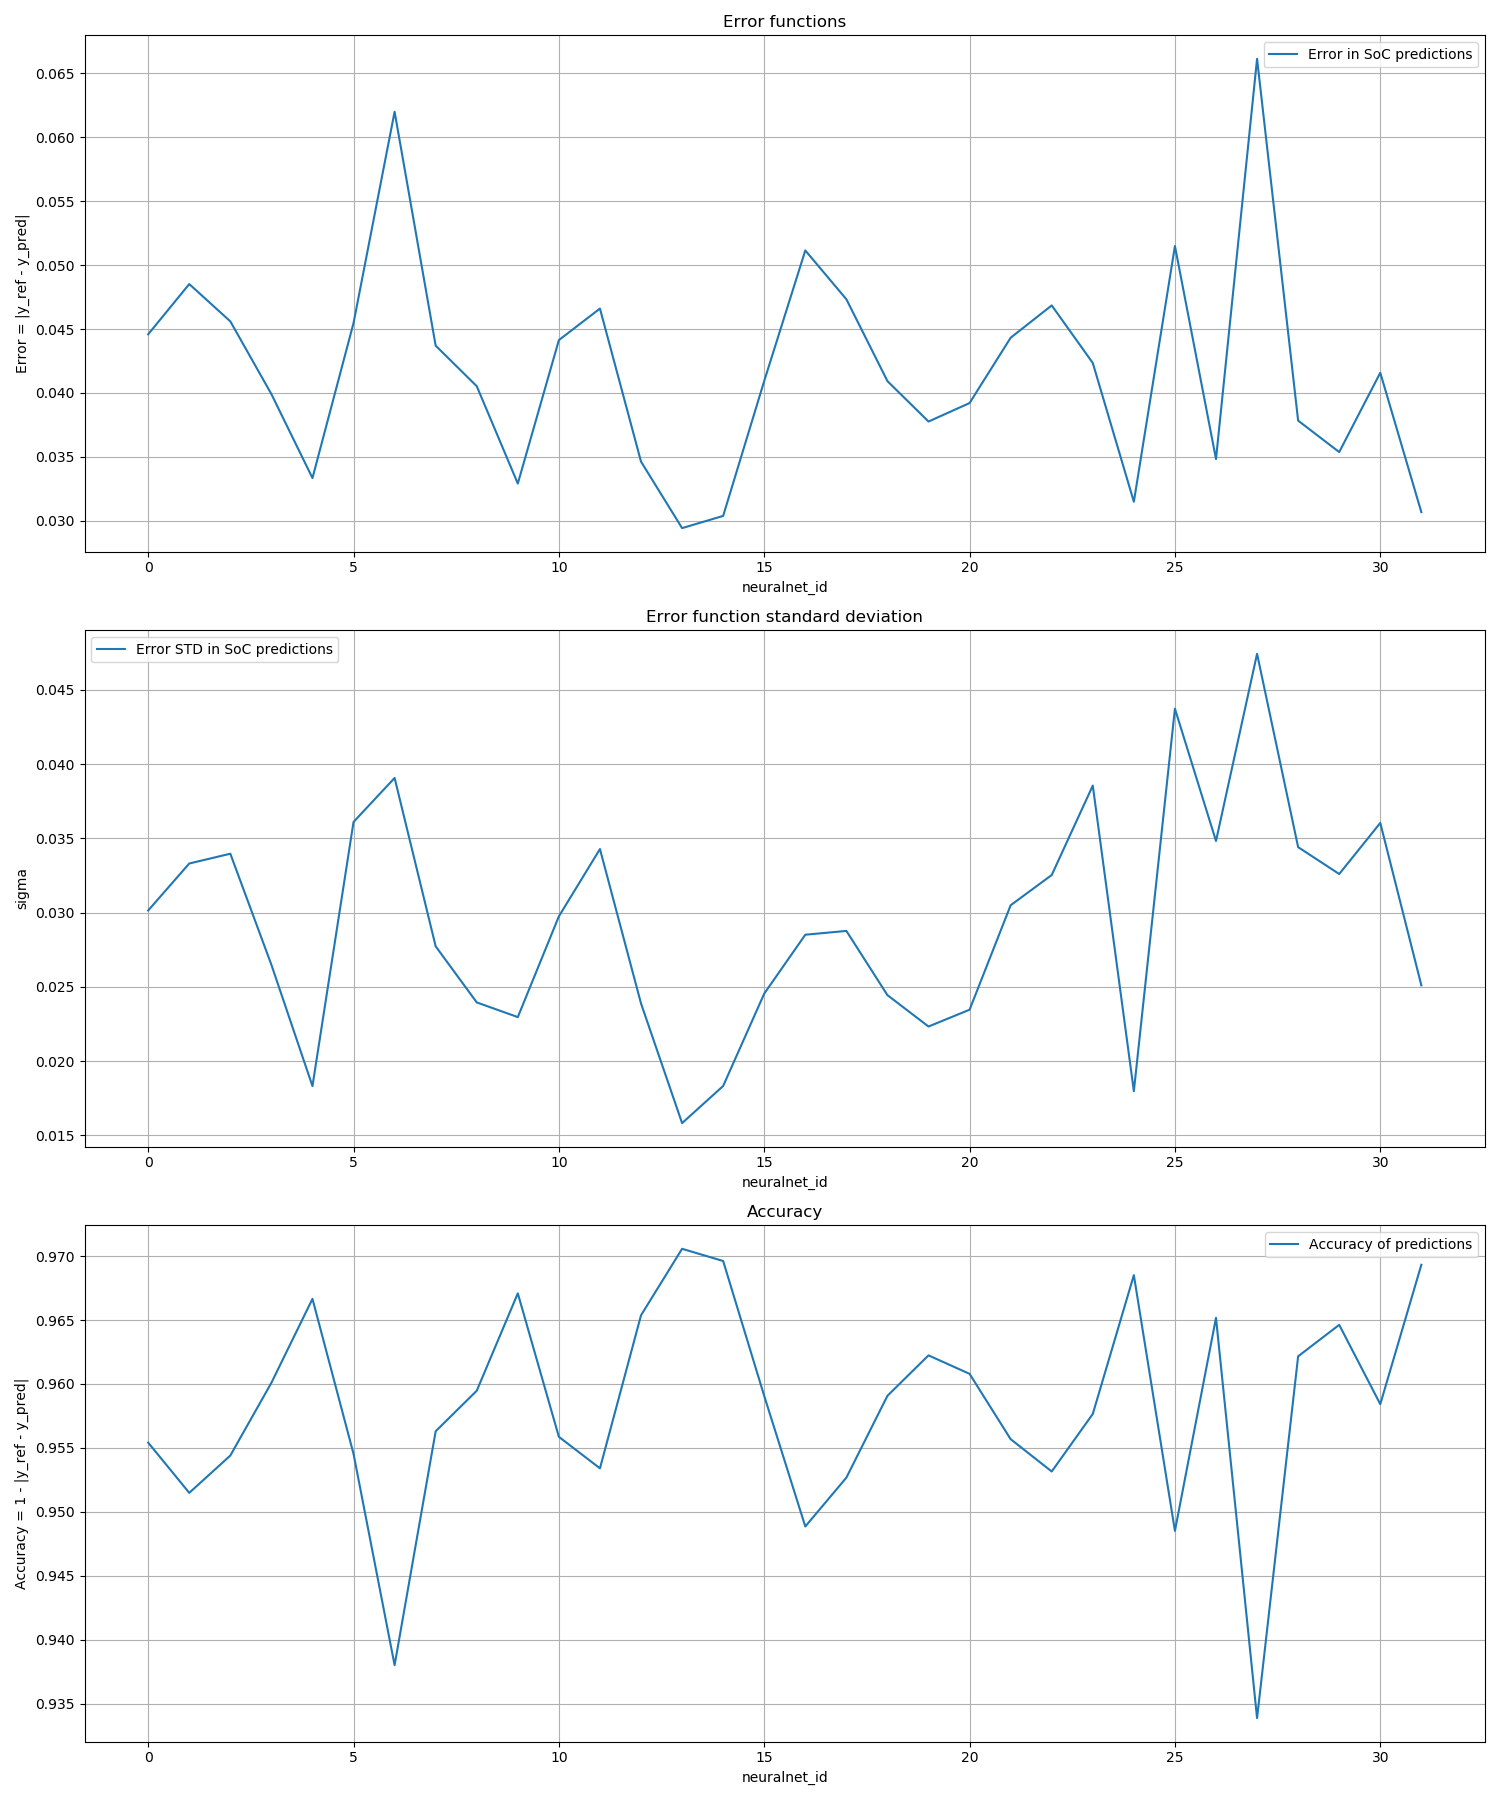 Error functions
Error in SoC predictions
0.065
0.060
0.055
0.050
0.045
0.040
0.035
0.030
Error = |y_ref - y_pred|
0 5 10 15 20 25 30
neuralnet_id
Error function standard deviation
Error STD in SoC predictions
0.045
0.040
0.035
0.030
0.025
0.020
0.015
sigma
0 5 10 15 20 25 30
neuralnet_id
Accuracy
Accuracy of predictions
0.970
0.965
0.960
0.955
0.950
0.945
0.940
0.935
Accuracy = 1 - |y_ref - y_pred|
0 5 10 15 20 25 30
neuralnet_id